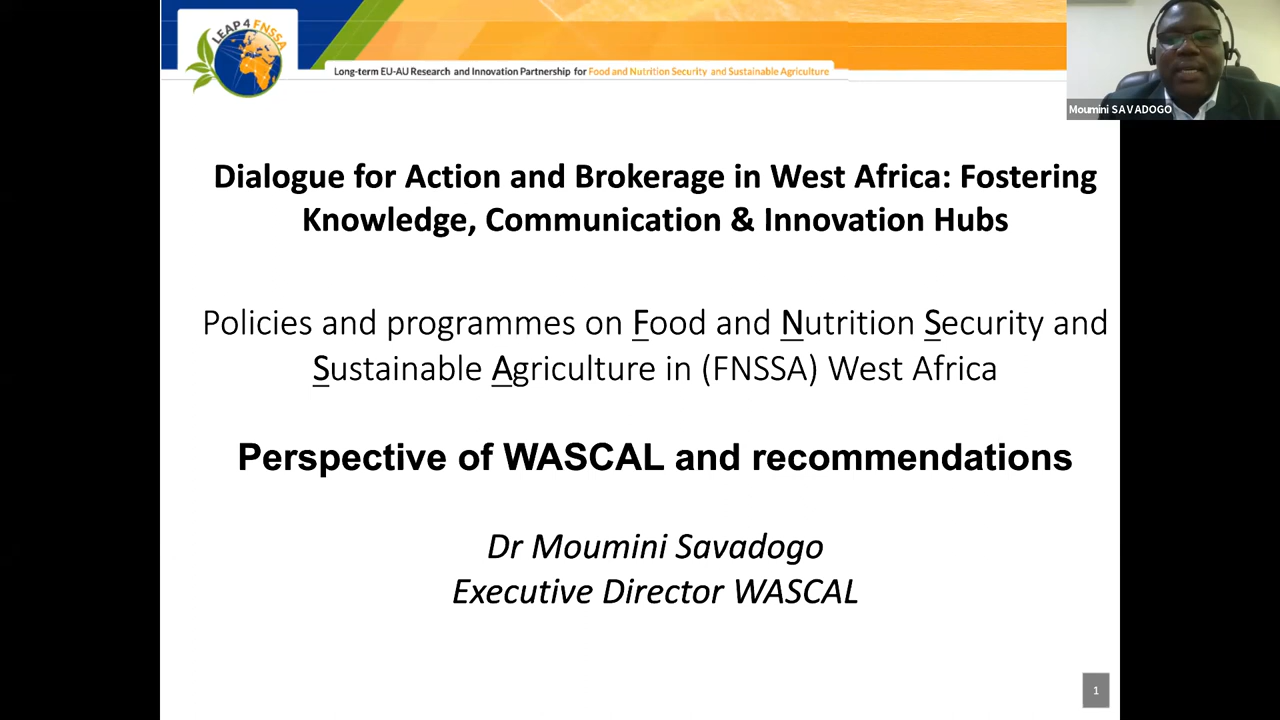 LEAP 4 FNSSA
Long-term EU-AU Research and Innovation Partnership for Food and Nutrition Security and Sustainable Agriculture
Moumini SAVADOGO
Dialogue for Action and Brokerage in West Africa: Fostering
Knowledge, Communication & Innovation Hubs
Policies and programmes on Food and Nutrition Security and
Sustainable Agriculture in (FNSSA) West Africa
Perspective of WASCAL and recommendations
Dr Moumini Savadogo
Executive Director WASCAL
1